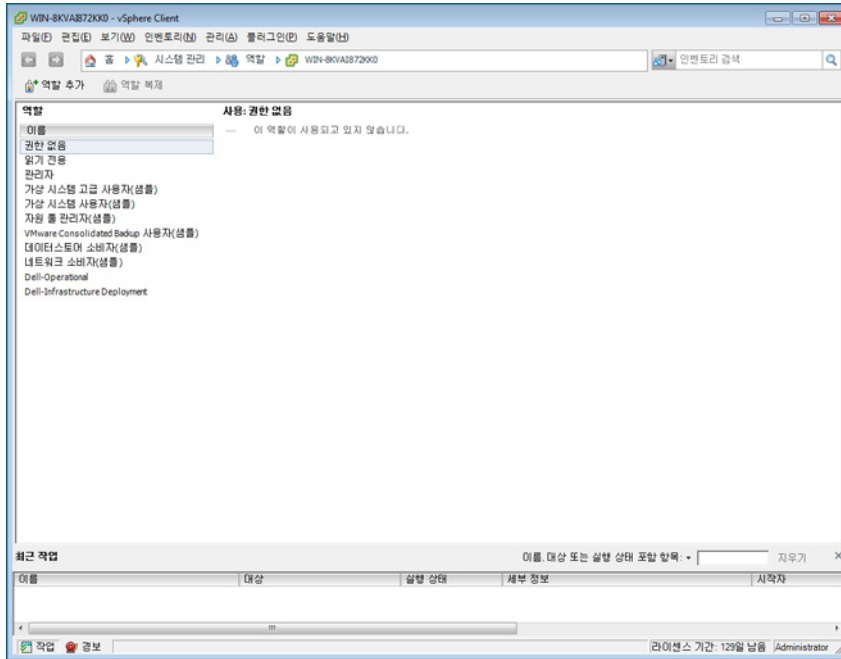 WIN-8KVAI872KK0 - vSphere Client
파일(F) 편집(E) 보기(W) 인벤토리(N) 관리(A) 플러그인(P) 도움말(H)
홈 시스템 관리 역할 WIN-8KVAI872KK0 인벤토리 검색
역할 추가 역할 복제
역할 사용: 권한 없음
이름 이 역할이 사용되고 있지 않습니다.
권한 없음
읽기 전용
관리자
가상 시스템 고급 사용자(샘플)
가상 시스템 사용자(샘플)
자원 풀 관리자(샘플)
VMware Consolidated Backup 사용자(샘플)
데이터스토어 소비자(샘플)
네트워크 소비자(샘플)
Dell-Operational
Dell-Infrastructure Deployment
최근 작업 이름, 대상 또는 실행 상태 포함 항목: 지우기
이름 대상 실행 상태 세부 정보 시작자
작업 경보 라이센스 기간: 129일 남음 Administrator